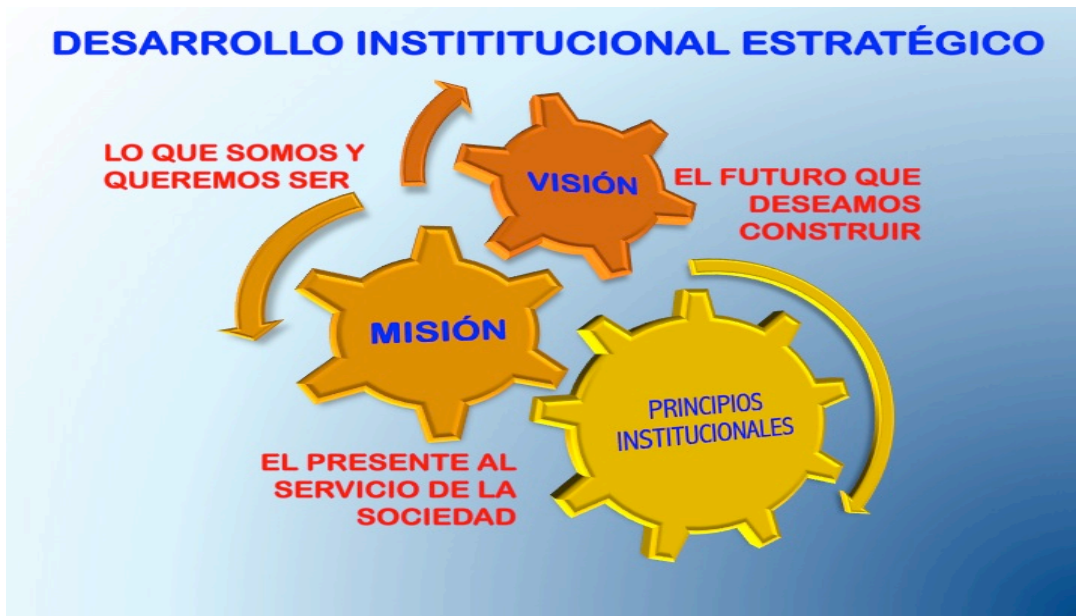 DESARROLLO INSTITITUCIONAL ESTRATÉGICO
LO QUE SOMOS Y
QUEREMOS SER
VISIÓN
EL FUTURO QUE
DESEAMOS
CONSTRUIR
MISIÓN
PRINCIPIOS
INSTITUCIONALES
EL PRESENTE AL
SERVICIO DE LA
SOCIEDAD